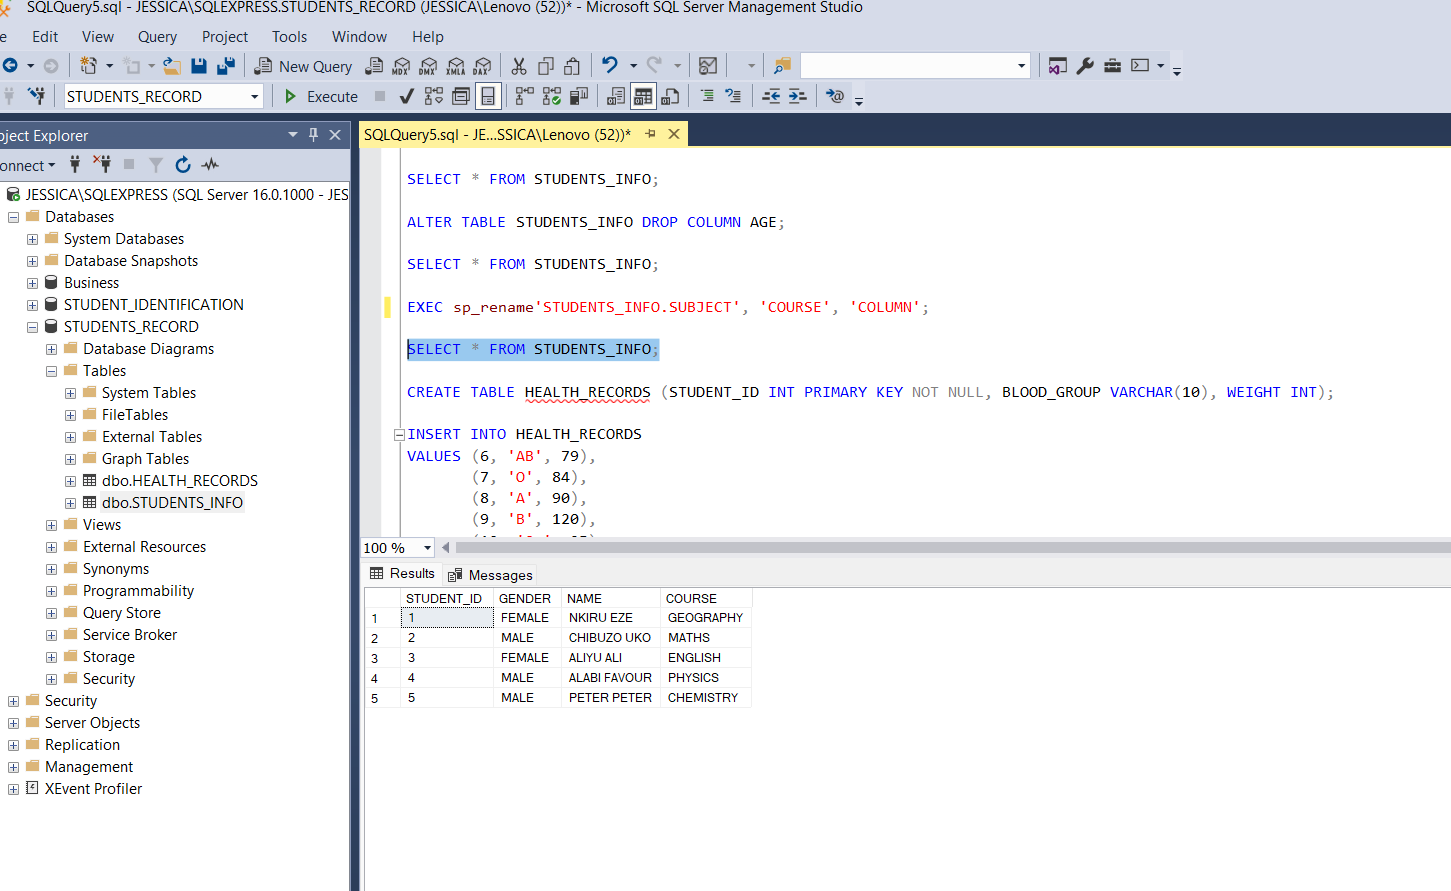 SQLQuery5.sql - JESSICA\SQLEXPRESS.STUDENTS_RECORD (JESSICA\Lenovo (52))* - Microsoft SQL Server Management Studio
e Edit View Query Project Tools Window Help
New Query MDX DMX XMLA DAX
STUDENTS_RECORD Execute
bject Explorer
onnect
JESSICA\SQLEXPRESS (SQL Server 16.0.1000 - JES
Databases
System Databases
Database Snapshots
Business
STUDENT_IDENTIFICATION
STUDENTS_RECORD
Database Diagrams
Tables
System Tables
FileTables
External Tables
Graph Tables
dbo.HEALTH_RECORDS
dbo.STUDENTS_INFO
Views
External Resources
Synonyms
Programmability
Query Store
Service Broker
Storage
Security
Security
Server Objects
Replication
Management
XEvent Profiler
SQLQuery5.sql - JE...SSICA\Lenovo (52))*
SELECT * FROM STUDENTS_INFO;
ALTER TABLE STUDENTS_INFO DROP COLUMN AGE;
SELECT * FROM STUDENTS_INFO;
EXEC sp_rename'STUDENTS_INFO.SUBJECT', 'COURSE', 'COLUMN';
SELECT * FROM STUDENTS_INFO;
CREATE TABLE HEALTH_RECORDS (STUDENT_ID INT PRIMARY KEY NOT NULL, BLOOD_GROUP VARCHAR(10), WEIGHT INT);
INSERT INTO HEALTH_RECORDS
VALUES (6, 'AB', 79),
(7, 'O', 84),
(8, 'A', 90),
(9, 'B', 120),
100 %
Results Messages
STUDENT_ID GENDER NAME COURSE
1 1 FEMALE NKIRU EZE GEOGRAPHY
2 2 MALE CHIBUZO UKO MATHS
3 3 FEMALE ALIYU ALI ENGLISH
4 4 MALE ALABI FAVOUR PHYSICS
5 5 MALE PETER PETER CHEMISTRY